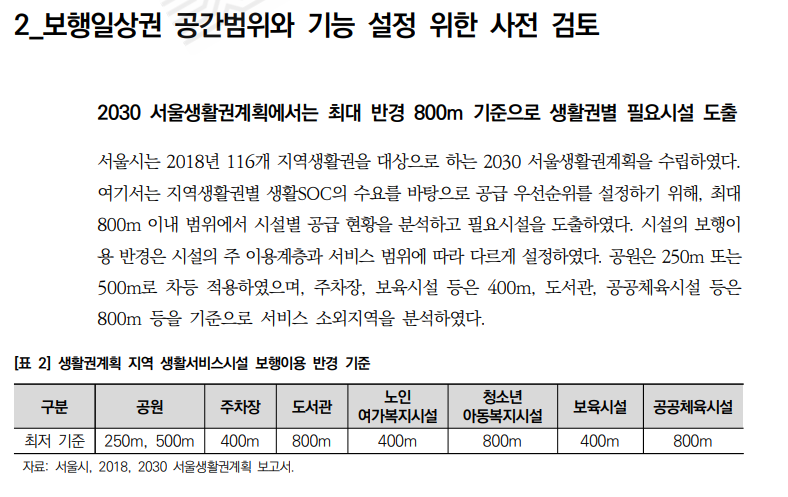 2_보행일상권 공간범위와 기능 설정 위한 사전 검토
2030 서울생활권계획에서는 최대 반경 800m 기준으로 생활권별 필요시설 도출
서울시는 2018년 116개 지역생활권을 대상으로 하는 2030 서울생활권계획을 수립하였다.
여기서는 지역생활권별 생활SOC의 수요를 바탕으로 공급 우선순위를 설정하기 위해, 최대
800m 이내 범위에서 시설별 공급 현황을 분석하고 필요시설을 도출하였다. 시설의 보행이
용 반경은 시설의 주 이용계층과 서비스 범위에 따라 다르게 설정하였다. 공원은 250m 또는
500m로 차등 적용하였으며, 주차장, 보육시설 등은 400m, 도서관, 공공체육시설 등은
800m 등을 기준으로 서비스 소외지역을 분석하였다.
[표 2] 생활권계획 지역 생활서비스시설 보행이용 반경 기준
구분 공원 주차장 도서관 노인 여가복지시설 청소년 아동복지시설 보육시설 공공체육시설
최저 기준 250m, 500m 400m 800m 400m 800m 400m 800m
자료: 서울시, 2018, 2030 서울생활권계획 보고서.